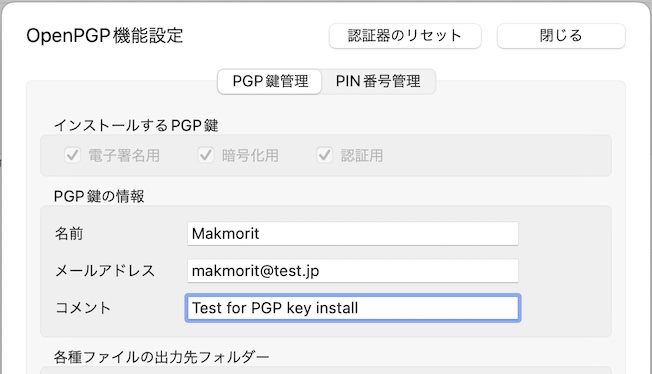 OpenPGP機能設定 認証器のリセット 閉じる
PGP鍵管理 PIN番号管理
インストールするPGP鍵
電子署名用 暗号化用 認証用
PGP鍵の情報
名前 Makmorit
メールアドレス makmorit@test.jp
コメント Test for PGP key install
各種ファイルの出力先フォルダー